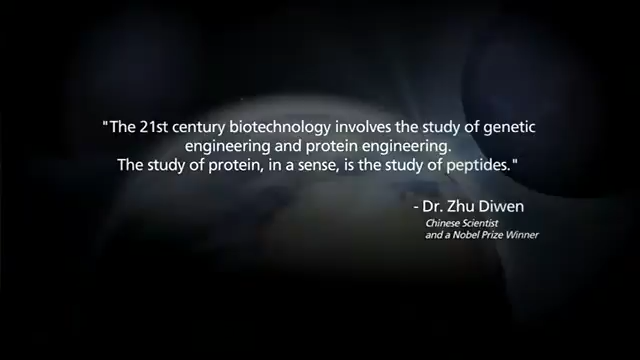 "The 21st century biotechnology involves the study of genetic
engineering and protein engineering.
The study of protein, in a sense, is the study of peptides."
- Dr. Zhu Diwen
Chinese Scientist
and a Nobel Prize Winner